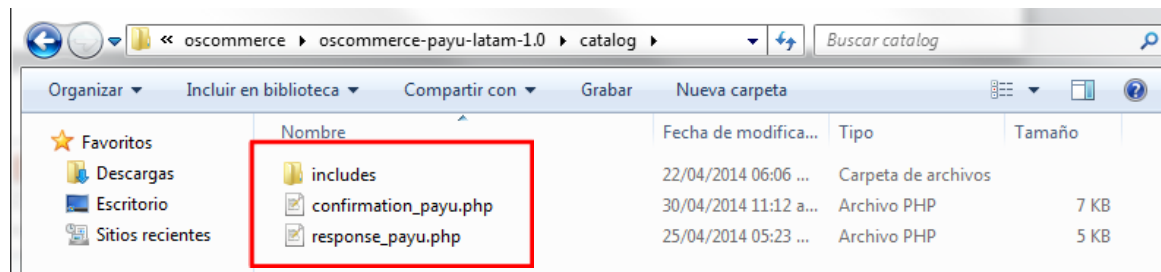 « oscommerce ▸ oscommerce-payu-latam-1.0 ▸ catalog ▸ Buscar catalog
Organizar Incluir en biblioteca Compartir con Grabar Nueva carpeta
Favoritos Nombre Fecha de modifica... Tipo Tamaño
Descargas includes 22/04/2014 06:06 ... Carpeta de archivos
Escritorio confirmation_payu.php 30/04/2014 11:12 a... Archivo PHP 7 KB
Sitios recientes response_payu.php 25/04/2014 05:23 ... Archivo PHP 5 KB